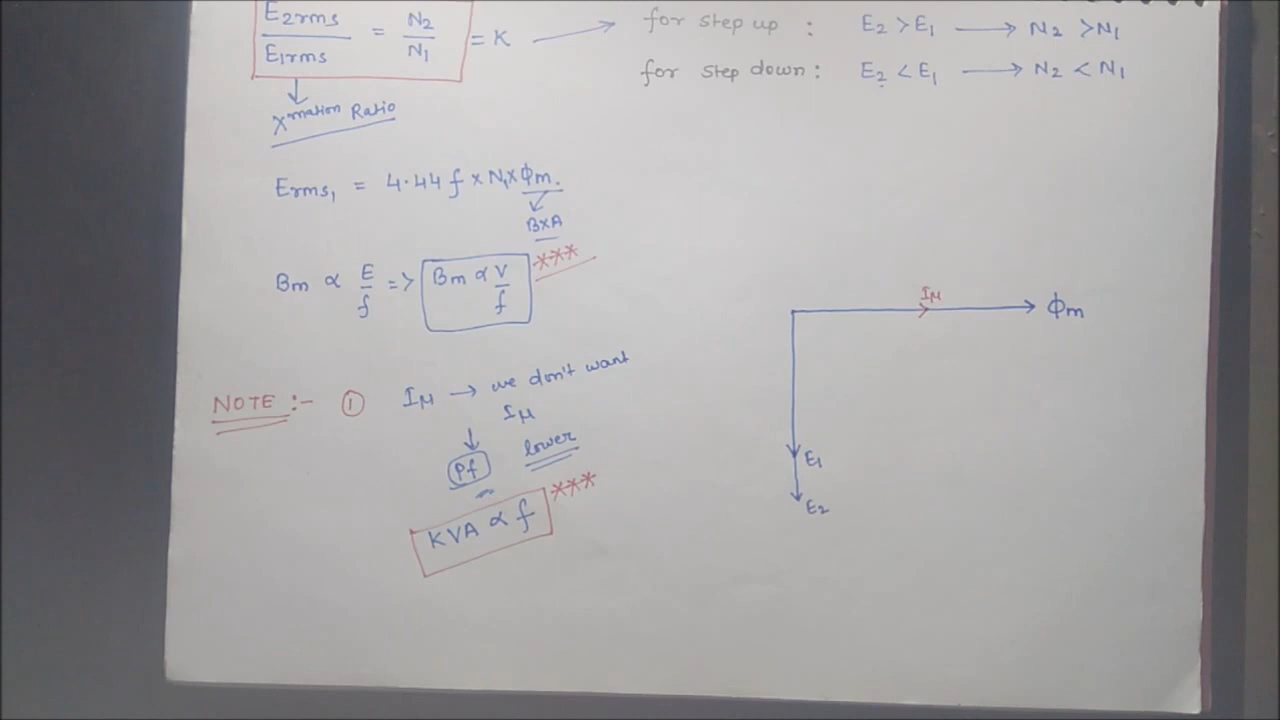 E2rms / E1rms = N2 / N1 = K ⟶ for step up : E2 > E1 ⟶ N2 > N1
for step down : E2 < E1 ⟶ N2 < N1
Xmation Ratio
Erms1 = 4.44 f × N1 × Φm.
B×A
Bm ∝ E / f => Bm ∝ V / f ***
Iμ Φm
NOTE :- ① Iμ → we don't want
Iμ
Pf lower
KVA ∝ f ***
E1
E2